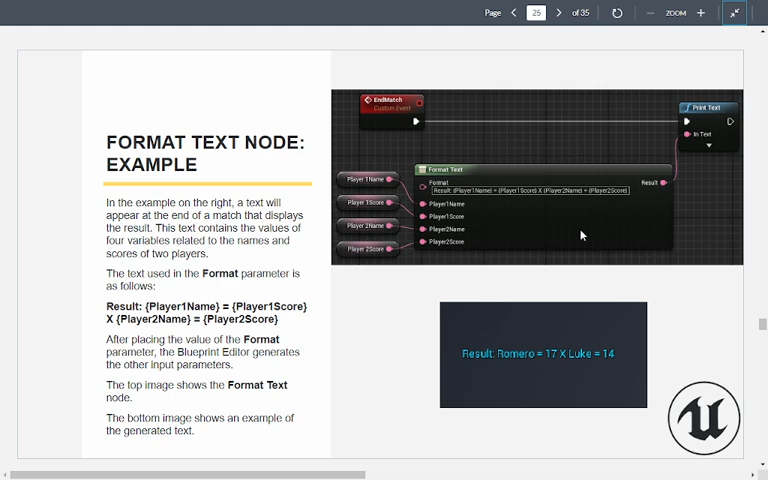 Page 25 of 35 ZOOM
FORMAT TEXT NODE:
EXAMPLE
In the example on the right, a text will
appear at the end of a match that displays
the result. This text contains the values of
four variables related to the names and
scores of two players.
The text used in the Format parameter is
as follows:
Result: {Player1Name} = {Player1Score}
X {Player2Name} = {Player2Score}
After placing the value of the Format
parameter, the Blueprint Editor generates
the other input parameters.
The top image shows the Format Text
node.
The bottom image shows an example of
the generated text.
EndMatch
Custom Event
Print Text
In Text
Format Text
Format
Result: {Player1Name} = {Player1Score} X {Player2Name} = {Player2Score}
Result
Player 1Name
Player 1Score
Player 2Name
Player 2Score
Player1Name
Player1Score
Player2Name
Player2Score
Result: Romero = 17 X Luke = 14